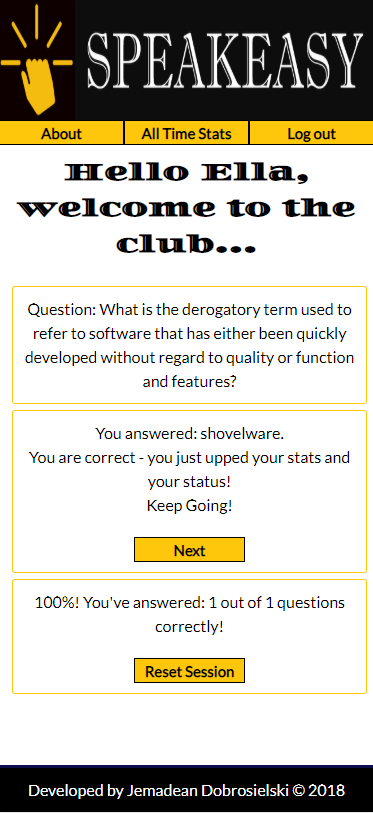 SPEAKEASY
About
All Time Stats
Log out
Hello Ella,
welcome to the
club...
Question: What is the derogatory term used to
refer to software that has either been quickly
developed without regard to quality or function
and features?
You answered: shovelware.
You are correct - you just upped your stats and
your status!
Keep Going!
Next
100%! You've answered: 1 out of 1 questions
correctly!
Reset Session
Developed by Jemadean Dobrosielski © 2018